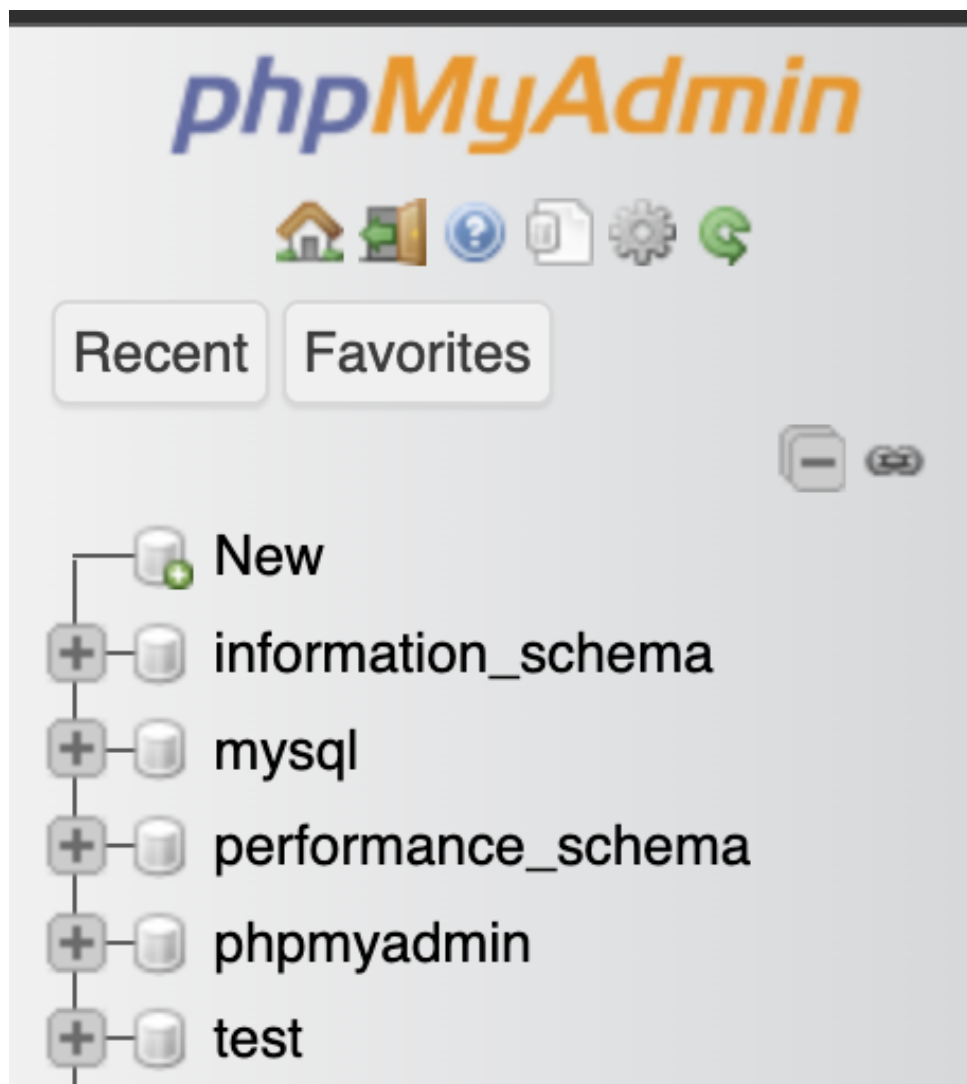 phpMyAdmin
Recent Favorites
New
information_schema
mysql
performance_schema
phpmyadmin
test